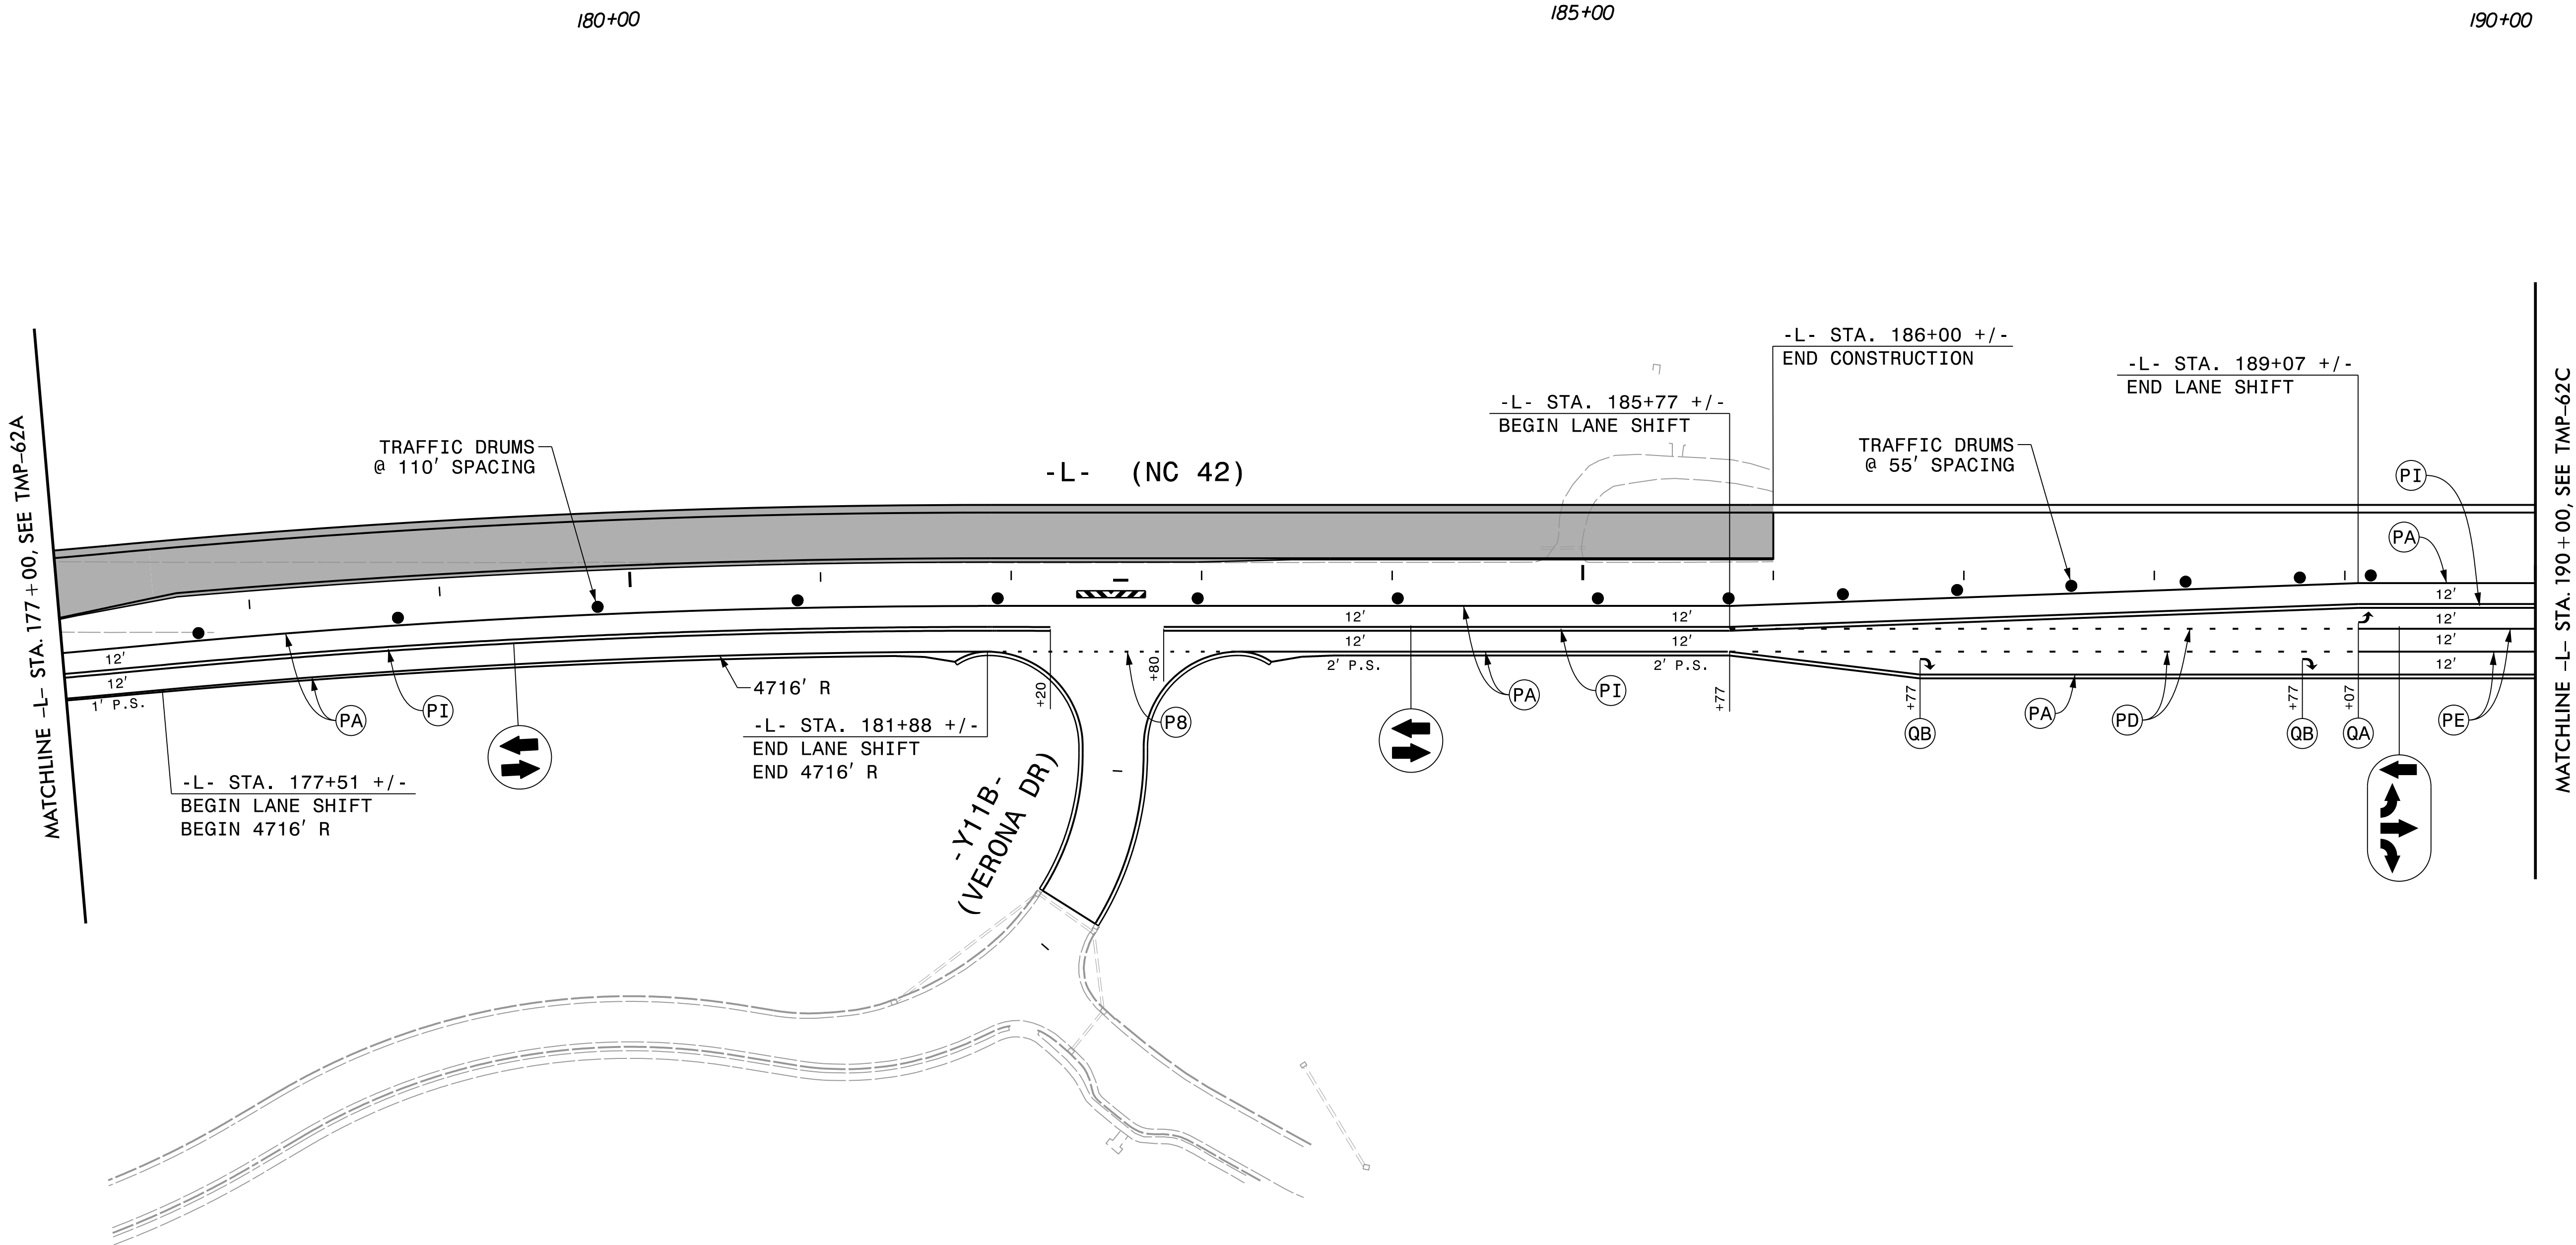 180+00
185+00
190+00
MATCHLINE -L- STA. 177+00, SEE TMP-62A
-L- STA. 186+00 +/-
END CONSTRUCTION
-L- STA. 189+07 +/-
END LANE SHIFT
-L- STA. 185+77 +/-
BEGIN LANE SHIFT
TRAFFIC DRUMS
@ 110' SPACING
-L- (NC 42)
TRAFFIC DRUMS
@ 55' SPACING
PI
PA
MATCHLINE -L- STA. 190+00, SEE TMP-62C
12'
12'
1' P.S.
12'
12'
2' P.S.
12'
12'
2' P.S.
12'
12'
12'
PA
PI
4716' R
+20
+80
P8
PA
PI
+77
+77
QB
PA
PD
+77
QB
+07
QA
PE
-L- STA. 181+88 +/-
END LANE SHIFT
END 4716' R
-L- STA. 177+51 +/-
BEGIN LANE SHIFT
BEGIN 4716' R
-Y11B-
(VERONA DR)